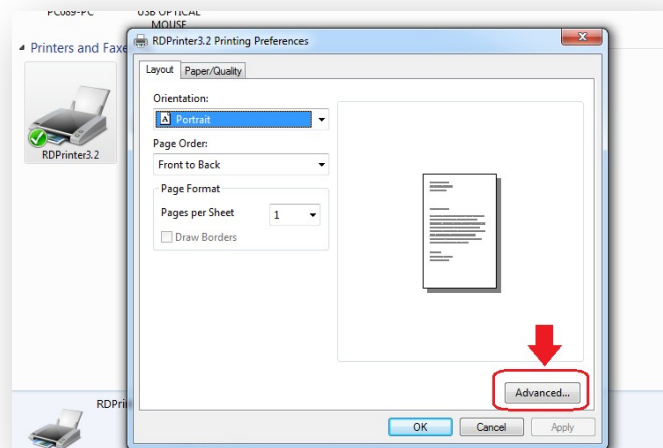 PC089-PC
USB OPTICAL
MOUSE
Printers and Faxe
RDPrinter3.2
RDPrinter3.2 Printing Preferences
Layout
Paper/Quality
Orientation:
Portrait
Page Order:
Front to Back
Page Format
Pages per Sheet
1
Draw Borders
Advanced...
RDPri
OK
Cancel
Apply